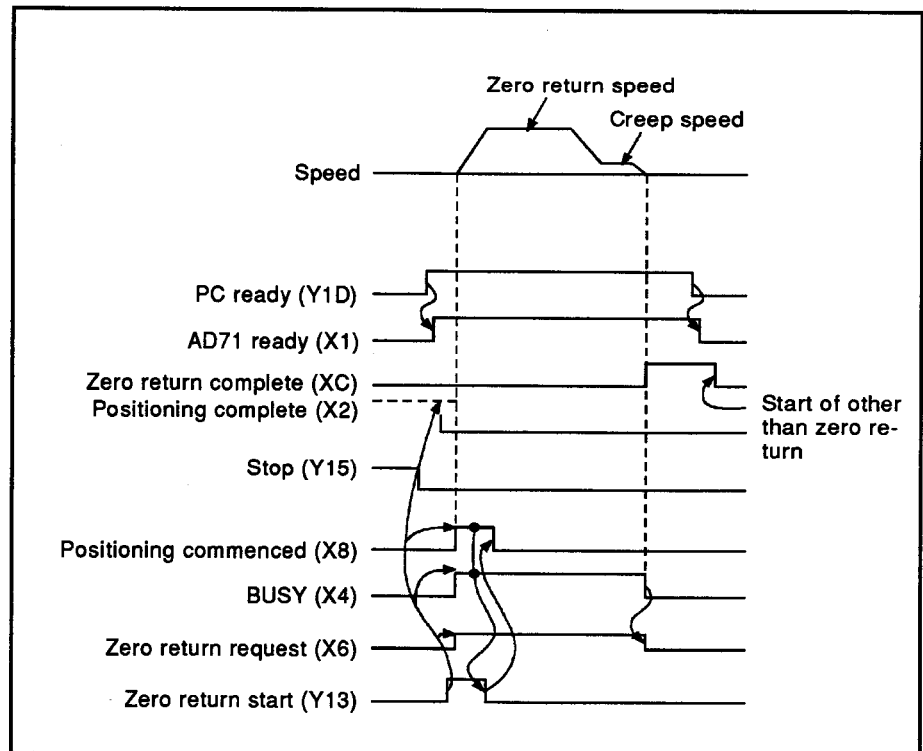 Zero return speed
Creep speed
Speed
PC ready (Y1D)
AD71 ready (X1)
Zero return complete (XC)
Positioning complete (X2)
Start of other
than zero re-
turn
Stop (Y15)
Positioning commenced (X8)
BUSY (X4)
Zero return request (X6)
Zero return start (Y13)